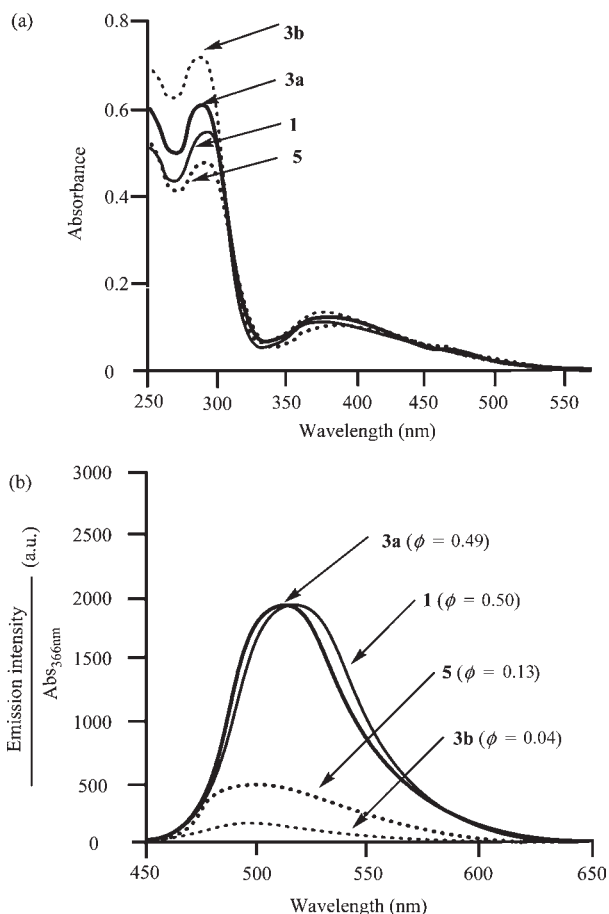 (a)
0.8
0.6
0.4
0.2
0
Absorbance
3b
3a
1
5
250 300 350 400 450 500 550
Wavelength (nm)
(b)
3000
2500
2000
1500
1000
500
0
Emission intensity (a.u.)
Abs366nm
3a (ϕ = 0.49)
1 (ϕ = 0.50)
5 (ϕ = 0.13)
3b (ϕ = 0.04)
450 500 550 600 650
Wavelength (nm)